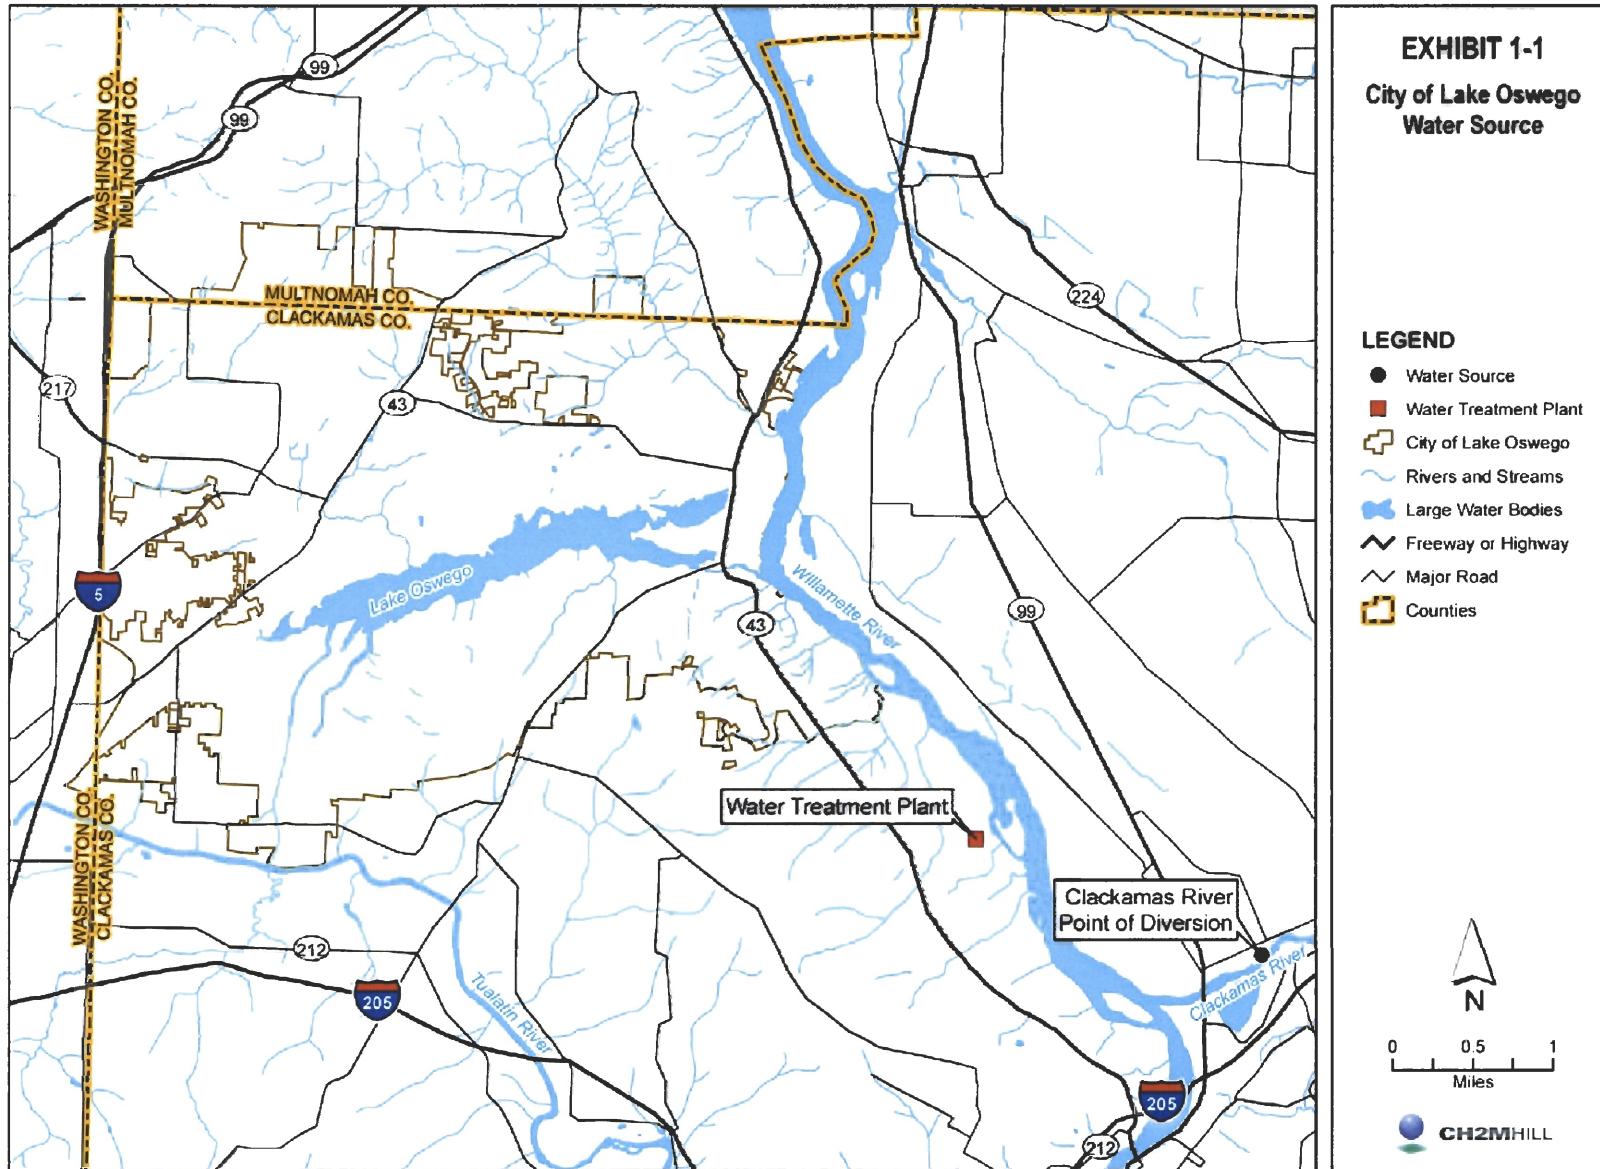 99
99
WASHINGTON CO.
MULTNOMAH CO.
MULTNOMAH CO.
CLACKAMAS CO.
224
217
43
5
Lake Oswego
Willamette River
43
99
Water Treatment Plant
Clackamas River
Point of Diversion
WASHINGTON CO.
CLACKAMAS CO.
212
205
Tualatin River
Clackamas River
205
212
EXHIBIT 1-1
City of Lake Oswego
Water Source
LEGEND
Water Source
Water Treatment Plant
City of Lake Oswego
Rivers and Streams
Large Water Bodies
Freeway or Highway
Major Road
Counties
N
0 0.5 1
Miles
CH2MHILL